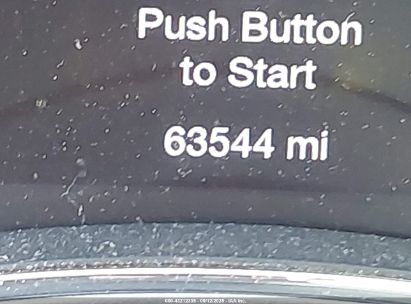 Push Button
to Start
63544 mi